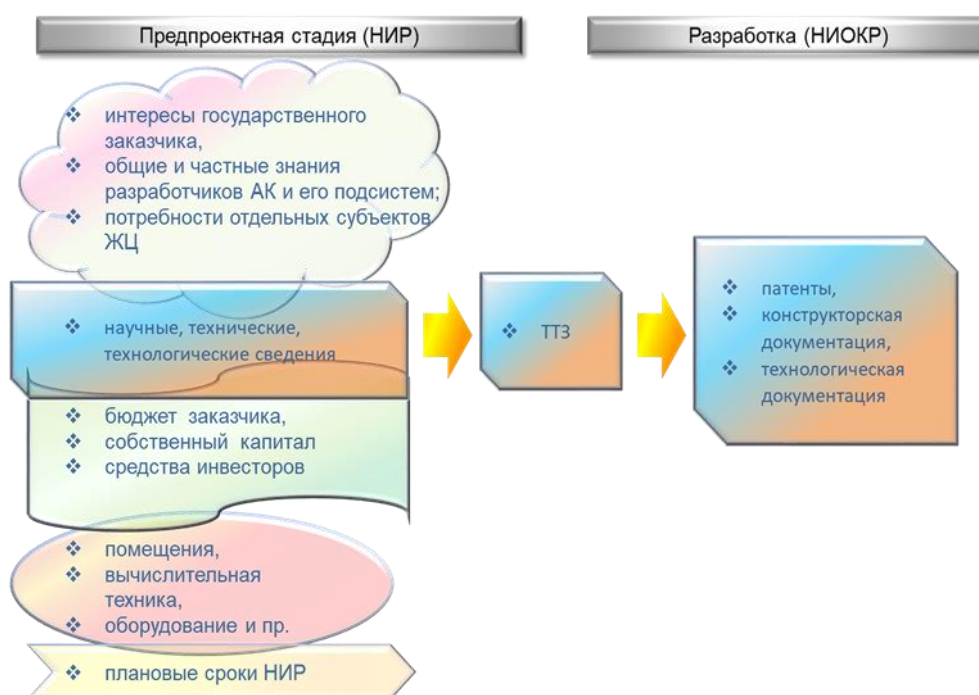 Предпроектная стадия (НИР)
Разработка (НИОКР)
❖ интересы государственного
заказчика,
❖ общие и частные знания
разработчиков АК и его подсистем;
❖ потребности отдельных субъектов
ЖЦ
❖ научные, технические,
технологические сведения
❖ бюджет заказчика,
❖ собственный капитал
❖ средства инвесторов
❖ помещения,
❖ вычислительная
техника,
❖ оборудование и пр.
❖ плановые сроки НИР
❖ ТТЗ
❖ патенты,
❖ конструкторская
документация,
❖ технологическая
документация